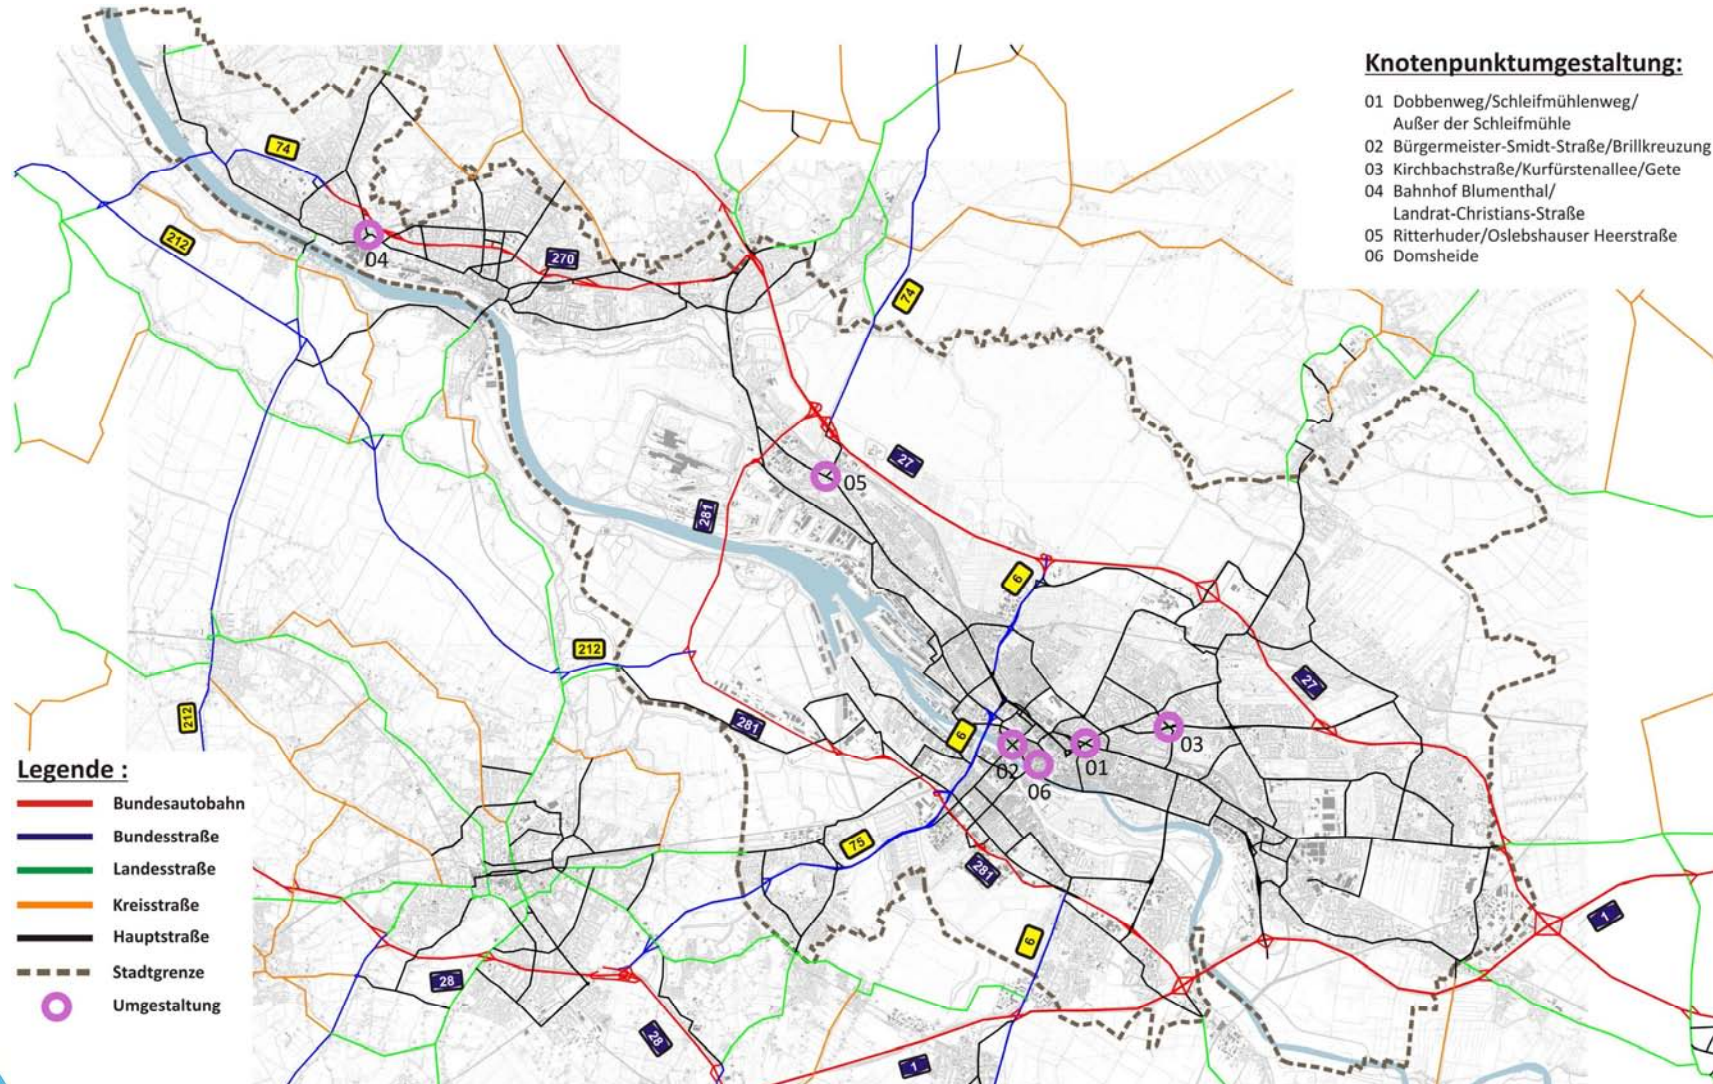 Knotenpunktumgestaltung:
01 Dobbenweg/Schleifmühlenweg/
Außer der Schleifmühle
02 Bürgermeister-Smidt-Straße/Brillkreuzung
03 Kirchbachstraße/Kurfürstenallee/Gete
04 Bahnhof Blumenthal/
Landrat-Christians-Straße
05 Ritterhuder/Oslebshauser Heerstraße
06 Domsheide
74
212
04
270
74
27
05
281
6
212
27
212
281
6
03
02
01
06
75
281
6
1
28
28
1
Legende :
Bundesautobahn
Bundesstraße
Landesstraße
Kreisstraße
Hauptstraße
Stadtgrenze
Umgestaltung